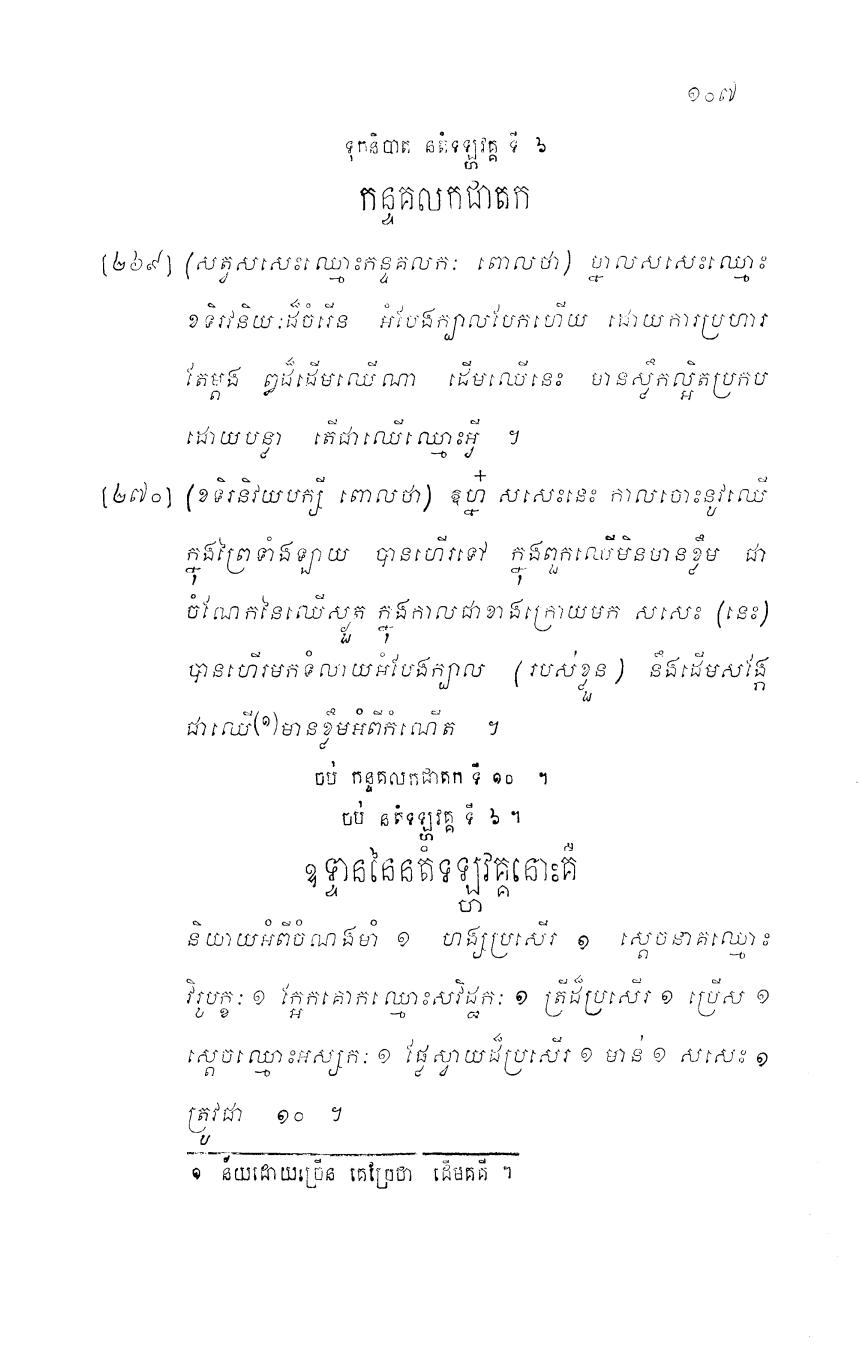 ១០៧
ទុកនិបាត នតំទឡ្ហវគ្គ ទី ៦
កន្ទគលកជាតក
[២៦៩] (សត្វសសេះឈ្មោះកន្ទគលកៈ ពោលថា) ម្នាលសសេះឈ្មោះ
ខទិរវនិយៈដ៏ចំរើន អំបែងក្បាលបែកហើយ ដោយការប្រហារ
តែម្តង ឰដ៏ដើមឈើណា ដើមឈើនេះ មានស្លឹកល្អិតប្រកប
ដោយបន្លា តើជាឈើឈ្មោះអ្វី ។
[២៧០] (ខទិរនិវយបក្សី ពោលថា) ឱហ្ន៎ សសេះនេះ កាលចោះនូវឈើ
ក្នុងព្រៃទាំងឡាយ បានហើរទៅ ក្នុងពួកឈើមិនមានខ្លឹម ជា
ចំណែកនៃឈើស្ងួត ក្នុងកាលជាខាងក្រោយមក សសេះ (នេះ)
បានហើរមកទំលាយអំបែងក្បាល (របស់ខ្លួន) នឹងដើមសង្កែ
ជាឈើ(១)មានខ្លឹមអំពីកំណើត ។
ចប់ កន្ទគលកជាតក ទី ១០ ។
ចប់ នតំទឡ្ហវគ្គ ទី ៦ ។
ឧទ្ទាននៃនតំទឡ្ហវគ្គនោះគឺ
និយាយអំពីចំណងមាំ ១ ហង្សប្រសើរ ១ ស្តេចនាគឈ្មោះ
វិរូបក្ខៈ ១ ក្អែកគោកឈ្មោះសវិដ្ឋកៈ ១ ត្រីដ៏ប្រសើរ ១ ប្រើស ១
ស្តេចឈ្មោះអស្សកៈ ១ ផ្លែស្វាយដ៏ប្រសើរ ១ មាន់ ១ សសេះ ១
ត្រូវជា ១០ ។
១ ន័យដោយច្រើន គេប្រែថា ដើមគគី ។